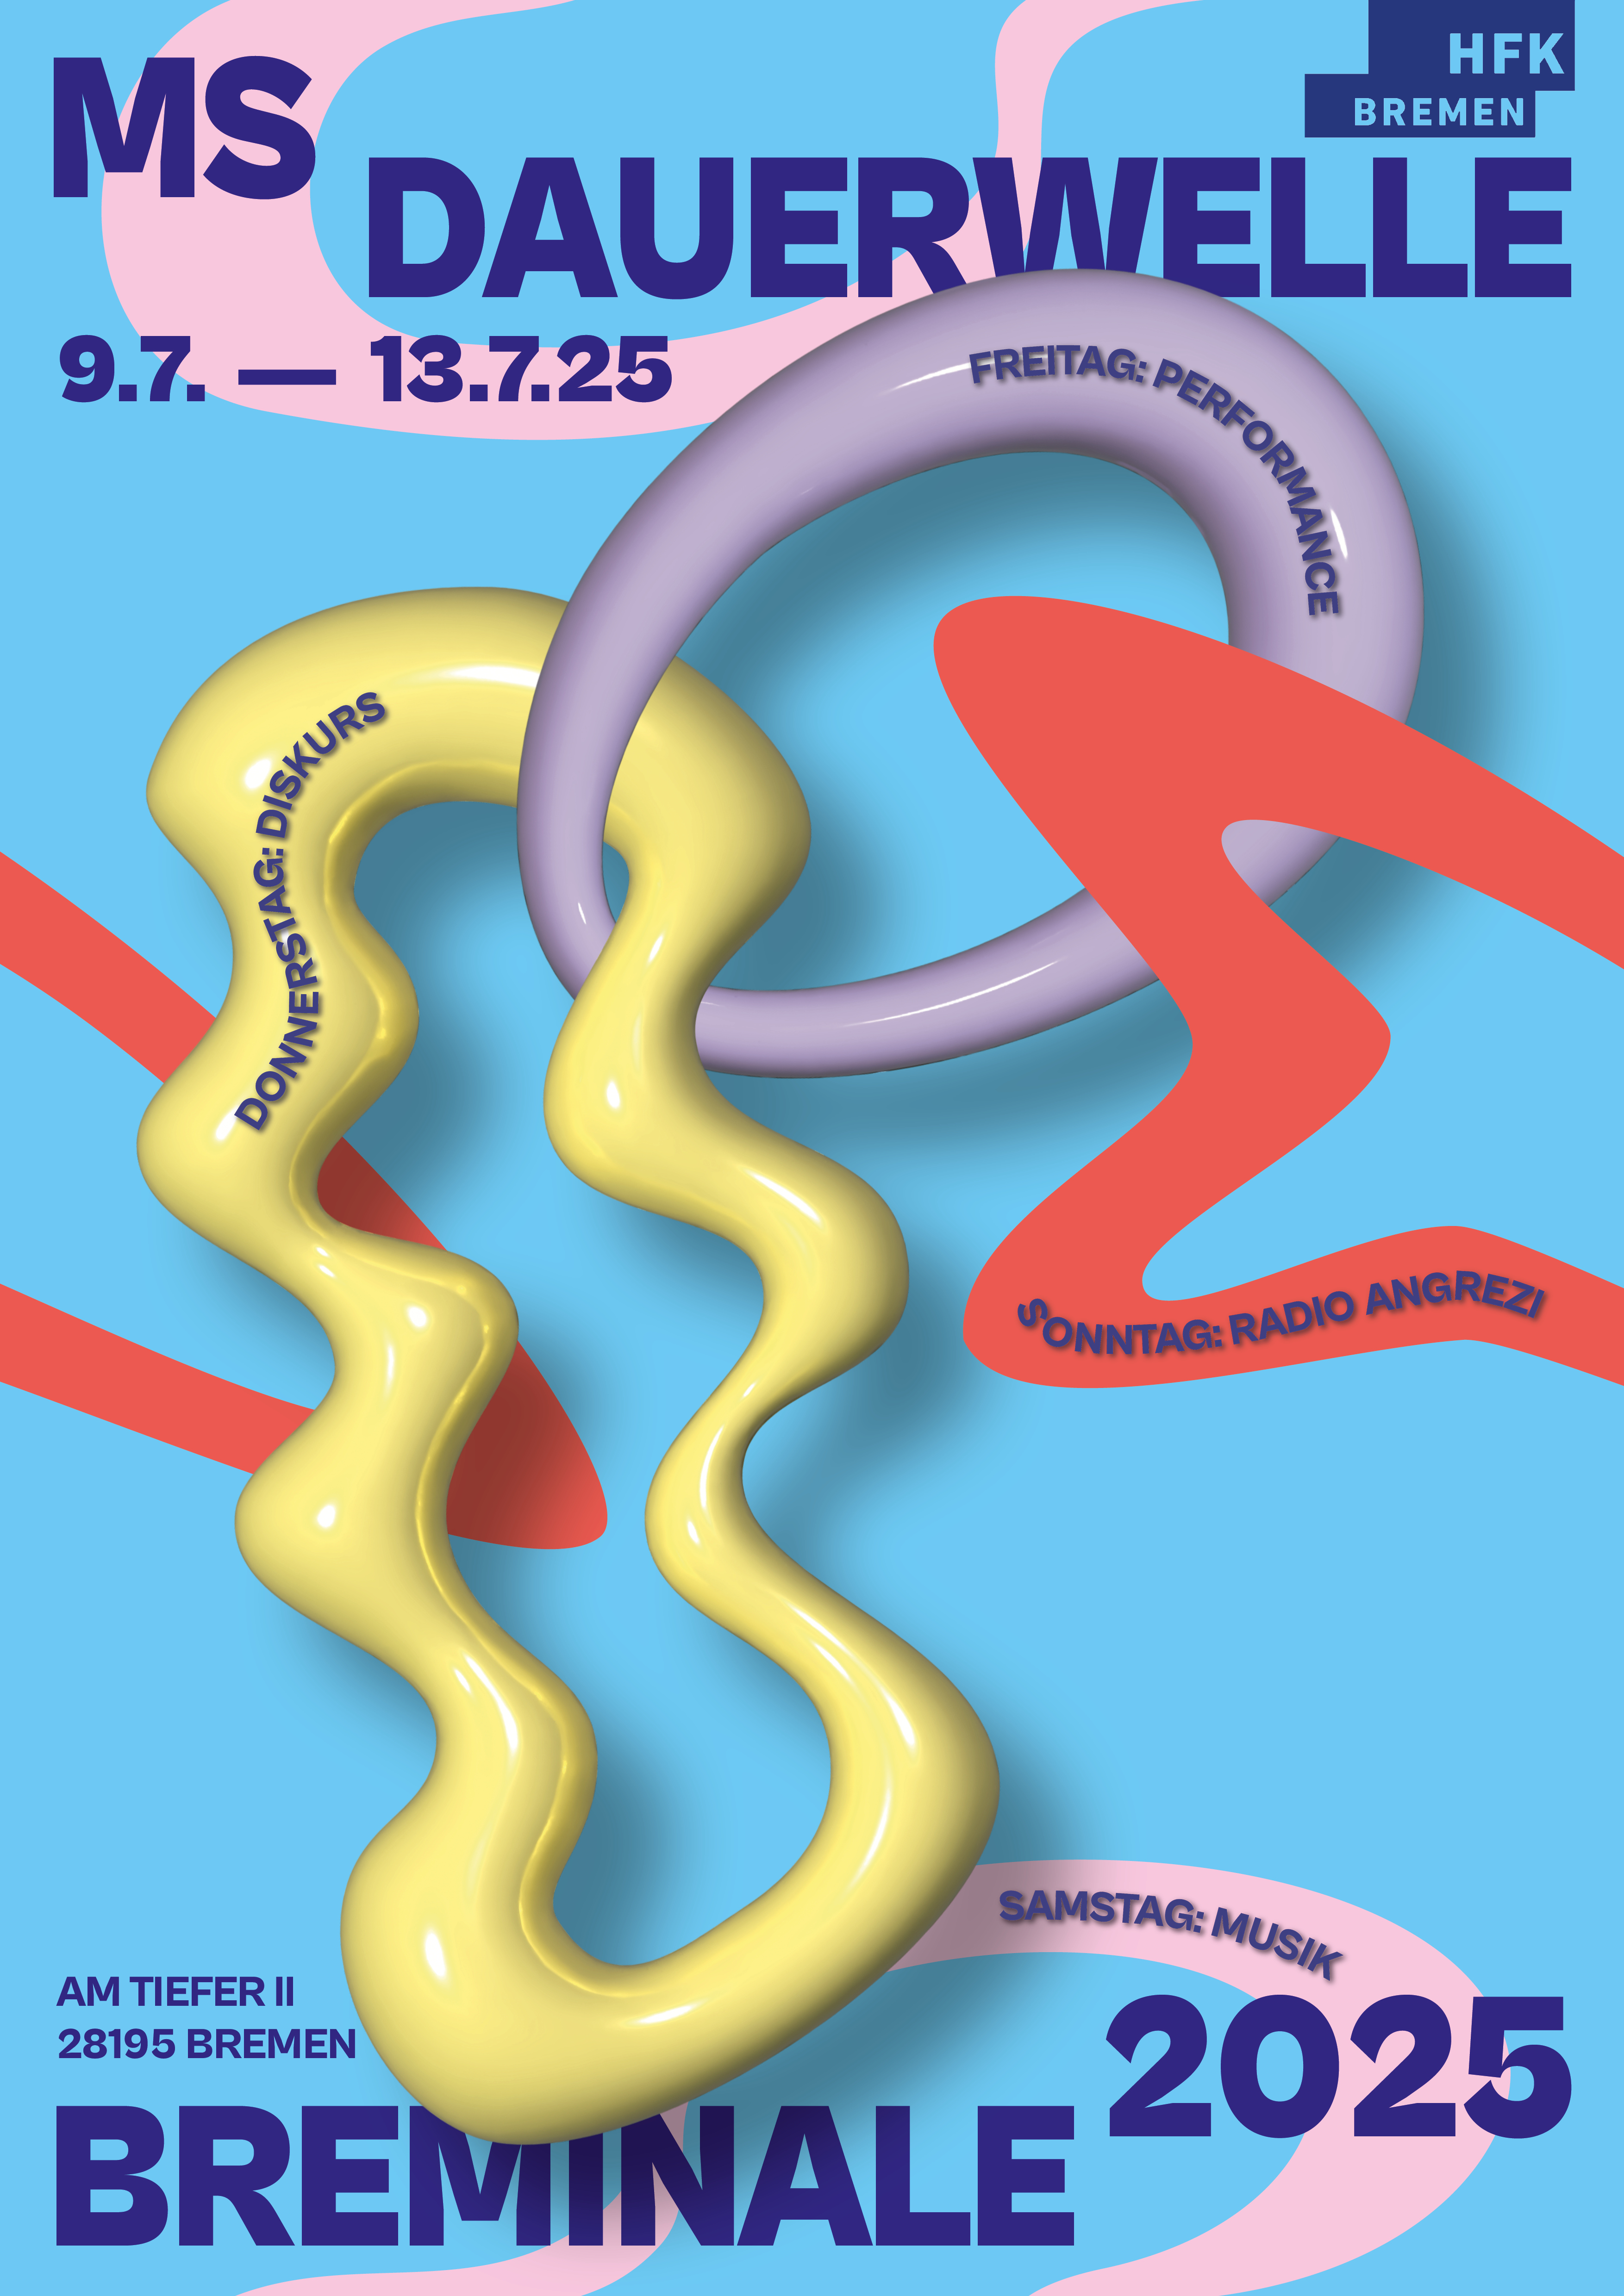 HFK
BREMEN
MS
DAUERWELLE
9.7. — 13.7.25
FREITAG: PERFORMANCE
DONNERSTAG: DISKURS
SONNTAG: RADIO ANGREZI
SAMSTAG: MUSIK
AM TIEFER II
28195 BREMEN
2025
BREMINALE